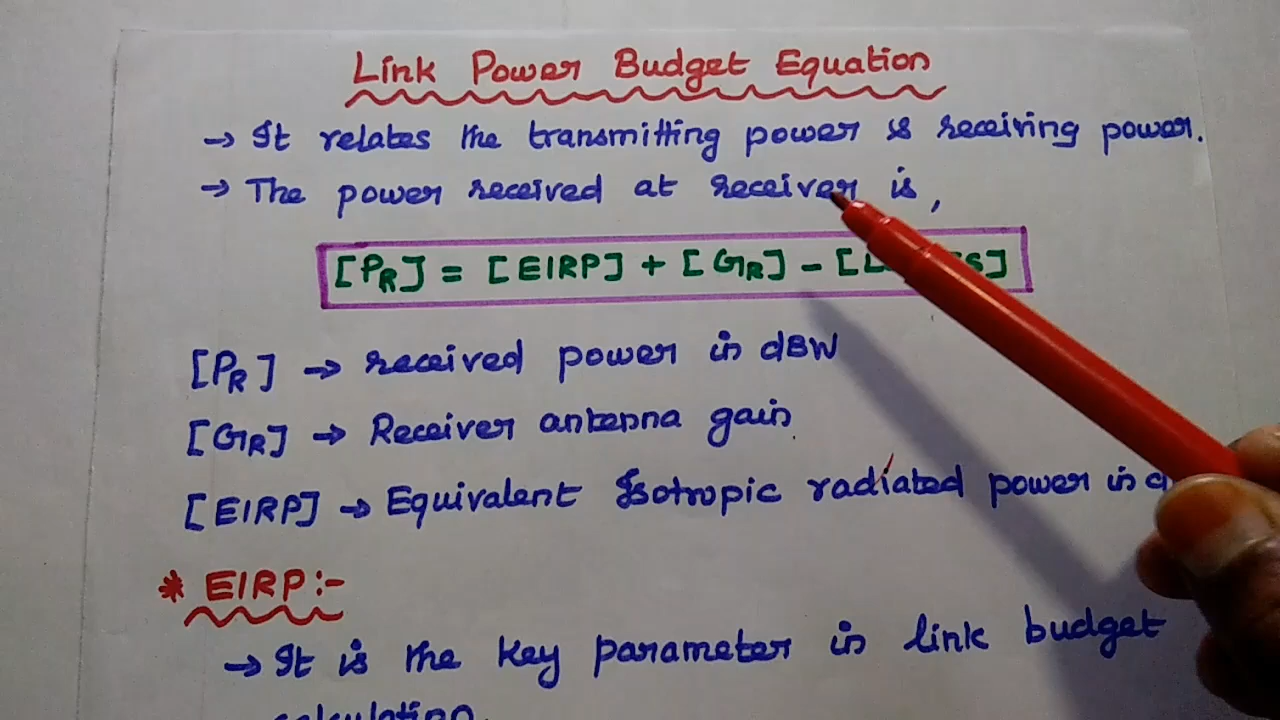 Link Power Budget Equation
→ It relates the transmitting power & receiving power.
→ The power received at receiver is,
[PR] = [EIRP] + [GR] - [
[PR] → received power in dBW
[GR] → Receiver antenna gain
[EIRP] → Equivalent Isotropic radiated power in
* EIRP:-
→ It is the key parameter in link budget
calculation.